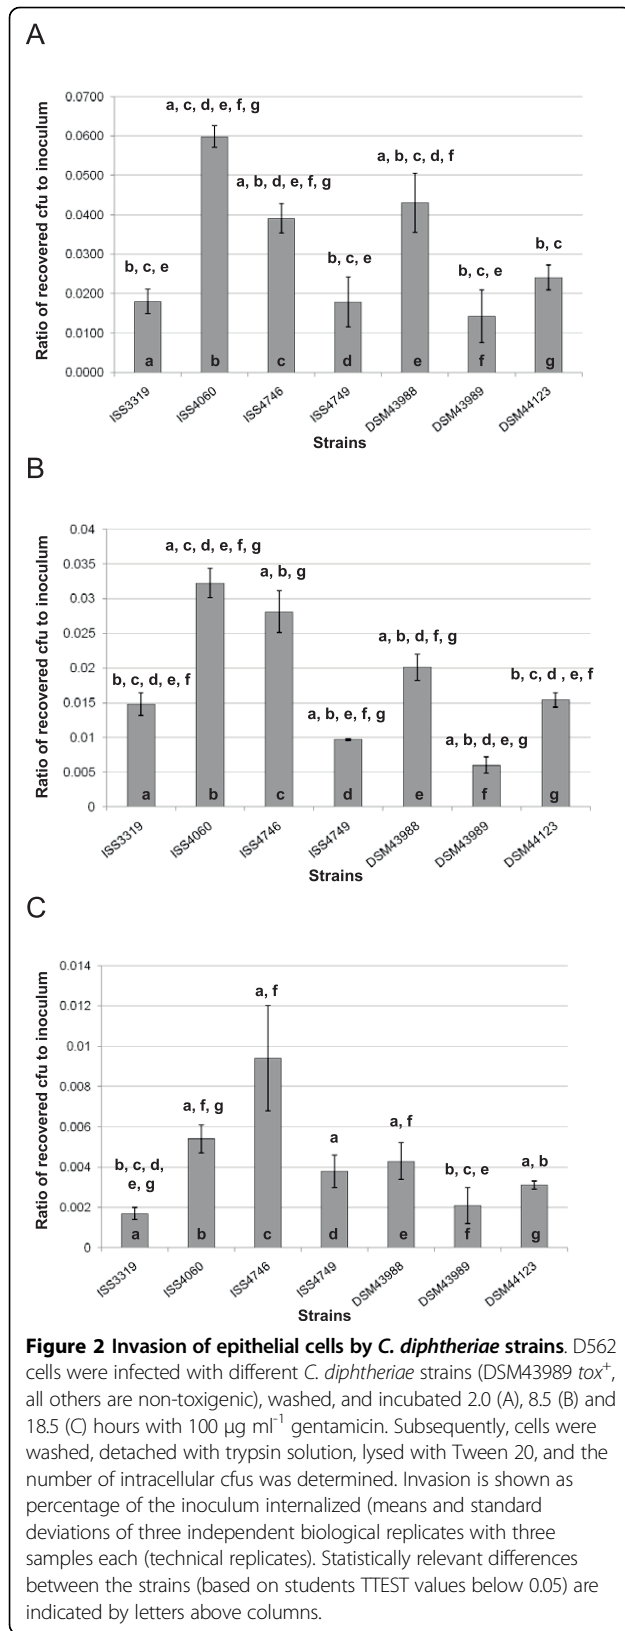 A
Ratio of recovered cfu to inoculum
0.0700
0.0600
0.0500
0.0400
0.0300
0.0200
0.0100
0.0000
b, c, e
a, c, d, e, f, g
a, b, d, e, f, g
b, c, e
a, b, c, d, f
b, c, e
b, c
a b c d e f g
ISS3319 ISS4060 ISS4746 ISS4749 DSM43988 DSM43989 DSM44123
Strains
B
Ratio of recovered cfu to inoculum
0.04
0.035
0.03
0.025
0.02
0.015
0.01
0.005
0
b, c, d, e, f
a, c, d, e, f, g
a, b, g
a, b, e, f, g
a, b, d, f, g
a, b, d, e, g
b, c, d , e, f
a b c d e f g
ISS3319 ISS4060 ISS4746 ISS4749 DSM43988 DSM43989 DSM44123
Strains
C
Ratio of recovered cfu to inoculum
0.014
0.012
0.01
0.008
0.006
0.004
0.002
0
b, c, d,
e, g
a, f, g
a, f
a
a, f
b, c, e
a, b
a b c d e f g
ISS3319 ISS4060 ISS4746 ISS4749 DSM43988 DSM43989 DSM44123
Strains
Figure 2 Invasion of epithelial cells by C. diphtheriae strains. D562
cells were infected with different C. diphtheriae strains (DSM43989 tox+,
all others are non-toxigenic), washed, and incubated 2.0 (A), 8.5 (B) and
18.5 (C) hours with 100 μg ml-1 gentamicin. Subsequently, cells were
washed, detached with trypsin solution, lysed with Tween 20, and the
number of intracellular cfus was determined. Invasion is shown as
percentage of the inoculum internalized (means and standard
deviations of three independent biological replicates with three
samples each (technical replicates). Statistically relevant differences
between the strains (based on students TTEST values below 0.05) are
indicated by letters above columns.